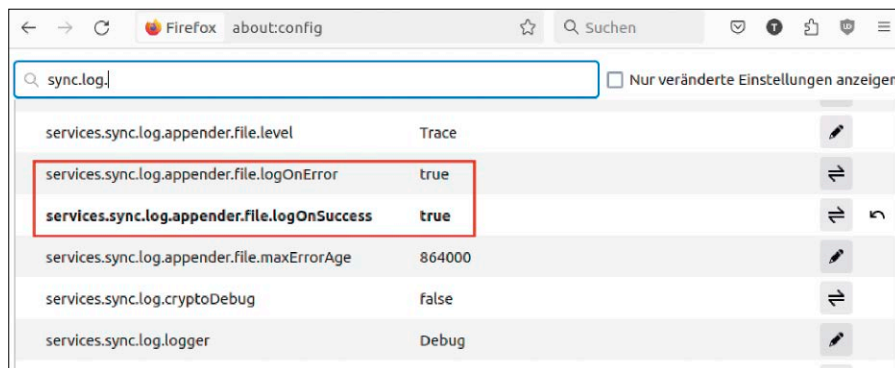 Firefox about:config Suchen
sync.log. Nur veränderte Einstellungen anzeigen
services.sync.log.appender.file.level Trace
services.sync.log.appender.file.logOnError true
services.sync.log.appender.file.logOnSuccess true
services.sync.log.appender.file.maxErrorAge 864000
services.sync.log.cryptoDebug false
services.sync.log.logger Debug